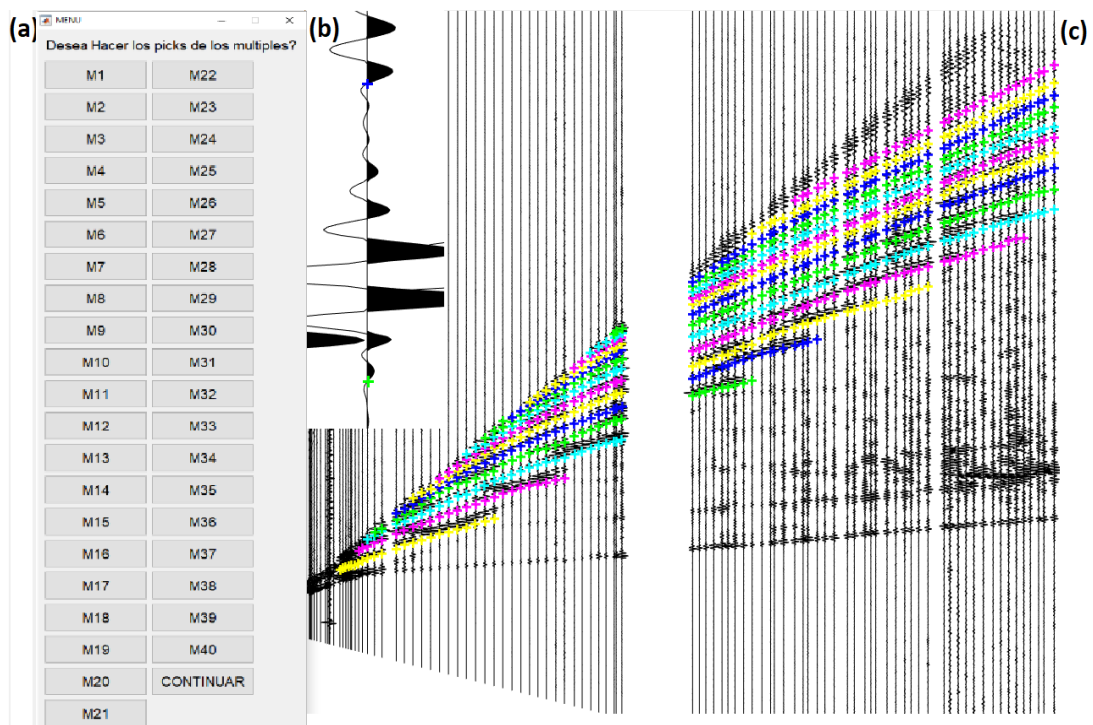 (a)
MENU
Desea Hacer los picks de los multiples?
M1 M22
M2 M23
M3 M24
M4 M25
M5 M26
M6 M27
M7 M28
M8 M29
M9 M30
M10 M31
M11 M32
M12 M33
M13 M34
M14 M35
M15 M36
M16 M37
M17 M38
M18 M39
M19 M40
M20 CONTINUAR
M21
(b)
(c)